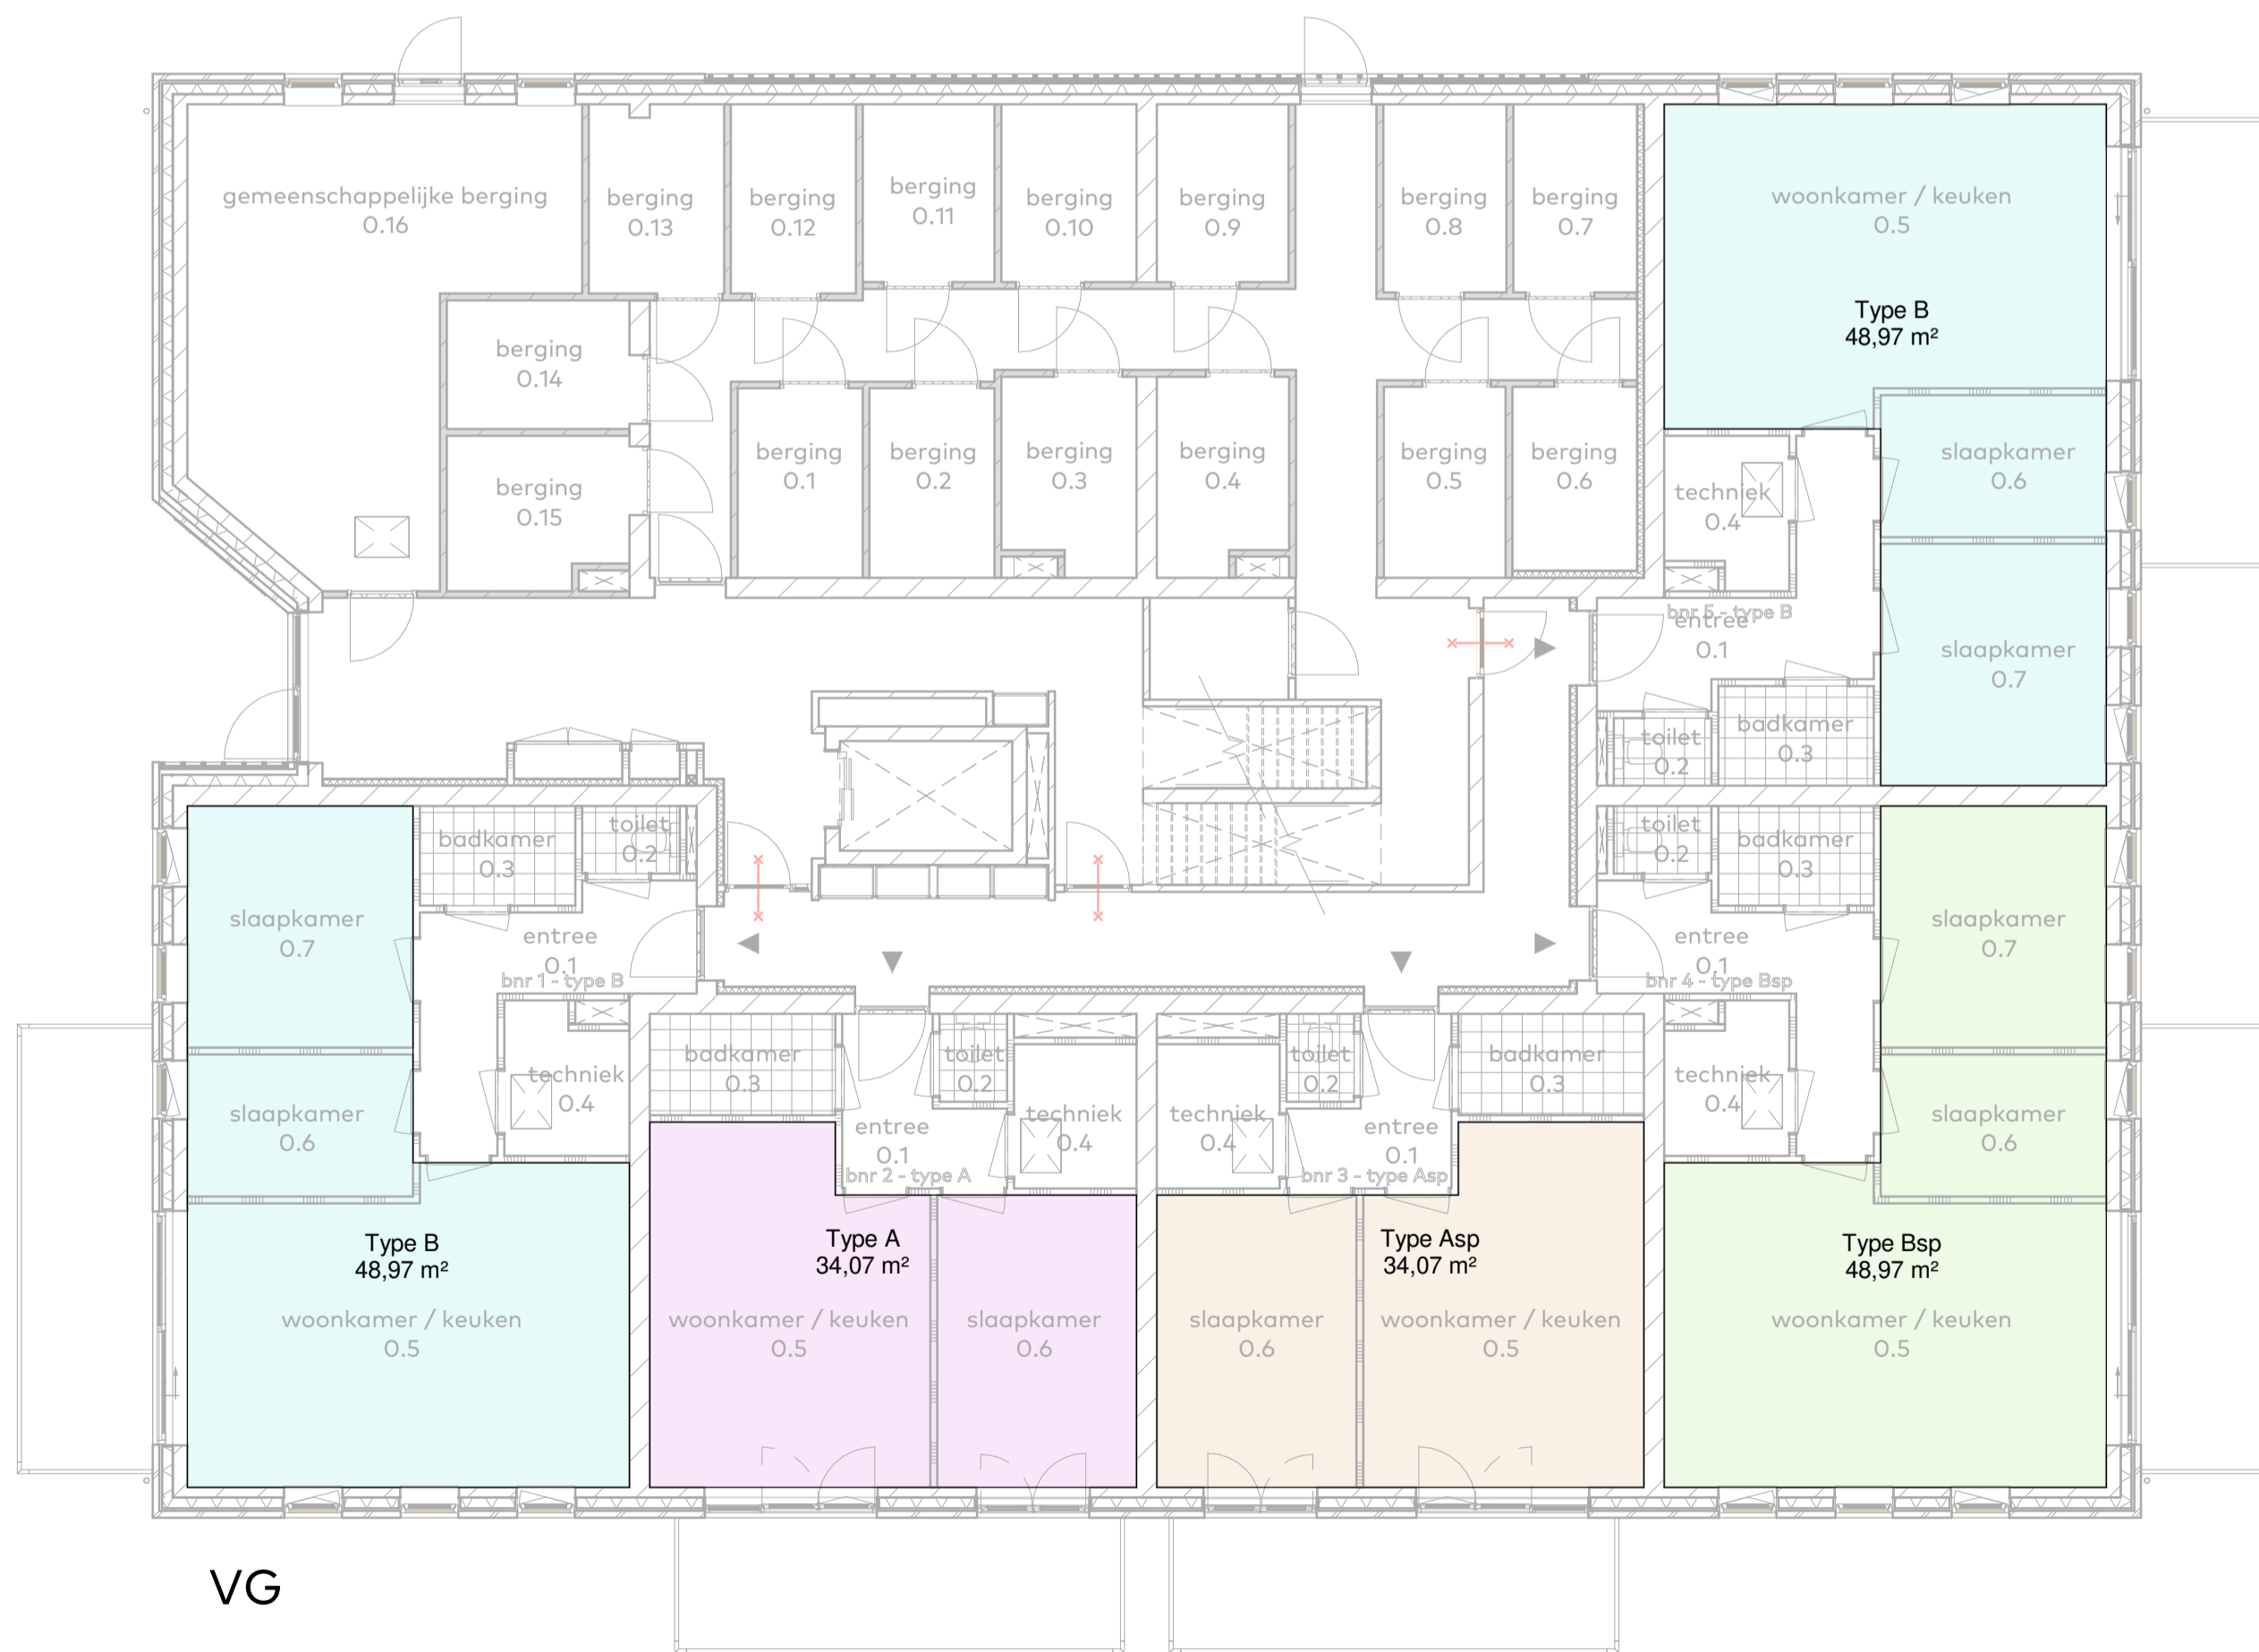 gemeenschappelijke berging
0.16
berging
0.13
berging
0.12
berging
0.11
berging
0.10
berging
0.9
berging
0.8
berging
0.7
woonkamer / keuken
0.5
Type B
48,97 m²
berging
0.14
berging
0.15
berging
0.1
berging
0.2
berging
0.3
berging
0.4
berging
0.5
berging
0.6
techniek
0.4
slaapkamer
0.6
bnr 5 - type B
entree
0.1
slaapkamer
0.7
toilet
0.2
badkamer
0.3
badkamer
0.3
toilet
0.2
toilet
0.2
badkamer
0.3
slaapkamer
0.7
entree
0.1
bnr 1 - type B
entree
0.1
bnr 4 - type Bsp
slaapkamer
0.7
slaapkamer
0.6
techniek
0.4
badkamer
0.3
toilet
0.2
techniek
0.4
entree
0.1
bnr 2 - type A
techniek
0.4
toilet
0.2
badkamer
0.3
entree
0.1
bnr 3 - type Asp
techniek
0.4
slaapkamer
0.6
Type B
48,97 m²
woonkamer / keuken
0.5
Type A
34,07 m²
woonkamer / keuken
0.5
slaapkamer
0.6
slaapkamer
0.6
Type Asp
34,07 m²
woonkamer / keuken
0.5
Type Bsp
48,97 m²
woonkamer / keuken
0.5
VG